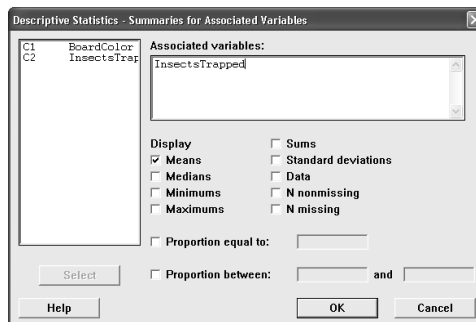 Descriptive Statistics - Summaries for Associated Variables
C1 BoardColor
C2 InsectsTrap
Associated variables:
InsectsTrapped
Display
Means
Medians
Minimums
Maximums
Sums
Standard deviations
Data
N nonmissing
N missing
Proportion equal to:
Proportion between: and
Select
Help OK Cancel